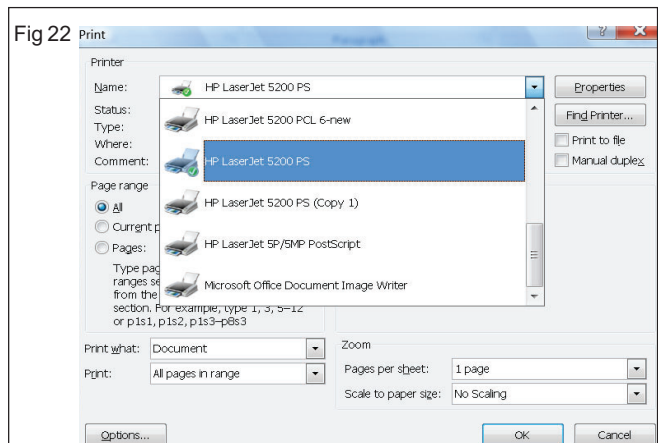 Fig 22
Print
Printer
Name: HP LaserJet 5200 PS Properties
Status:
HP LaserJet 5200 PCL 6-new Find Printer...
Type:
Where: Print to file
Comment: HP LaserJet 5200 PS Manual duplex
Page range
All HP LaserJet 5200 PS (Copy 1)
Current p
Pages: HP LaserJet 5P/5MP PostScript
Type pag
ranges se
from the Microsoft Office Document Image Writer
section. For example, type 1, 3, 5–12
or p1s1, p1s2, p1s3–p8s3
Print what: Document Zoom
Print: All pages in range Pages per sheet: 1 page
Scale to paper size: No Scaling
Options... OK Cancel